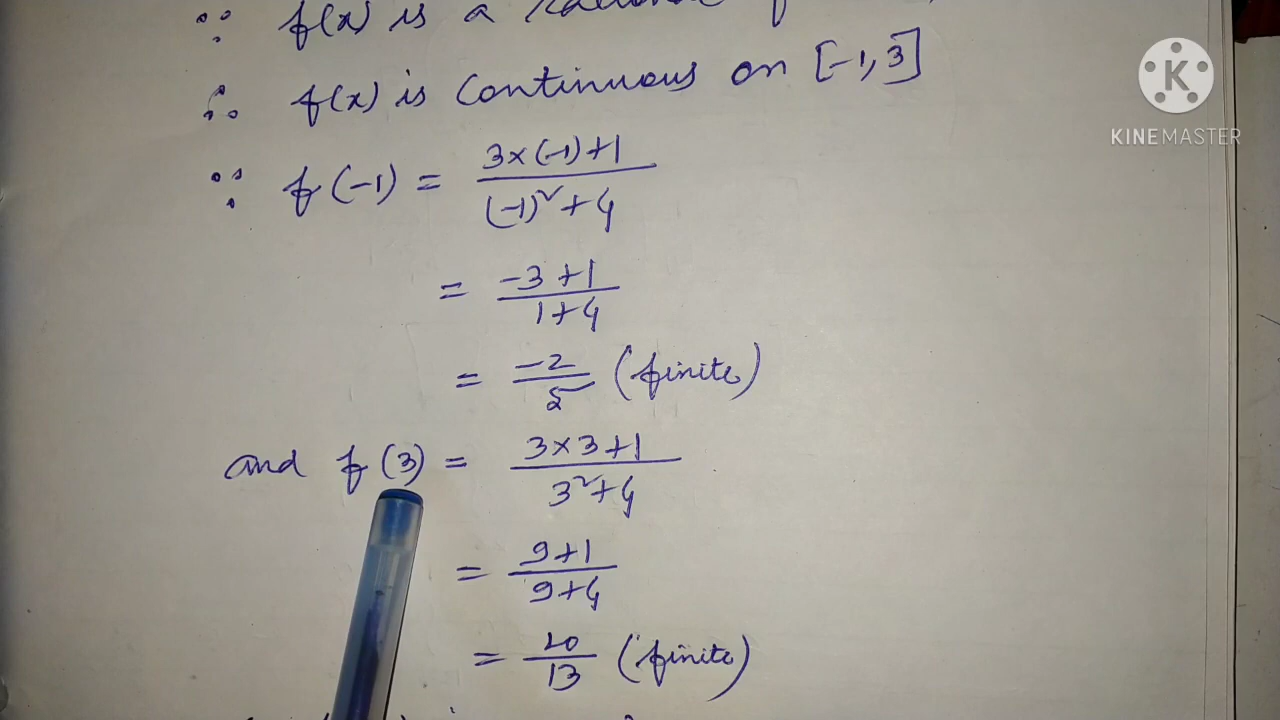 ∵ f(x) is a
∴ f(x) is continuous on [-1, 3]
KINEMASTER
∵ f(-1) = (3×(-1)+1)/((-1)²+4)
= (-3+1)/(1+4)
= -2/5 (finite)
and f(3) = (3×3+1)/(3²+4)
= (9+1)/(9+4)
= 10/13 (finite)